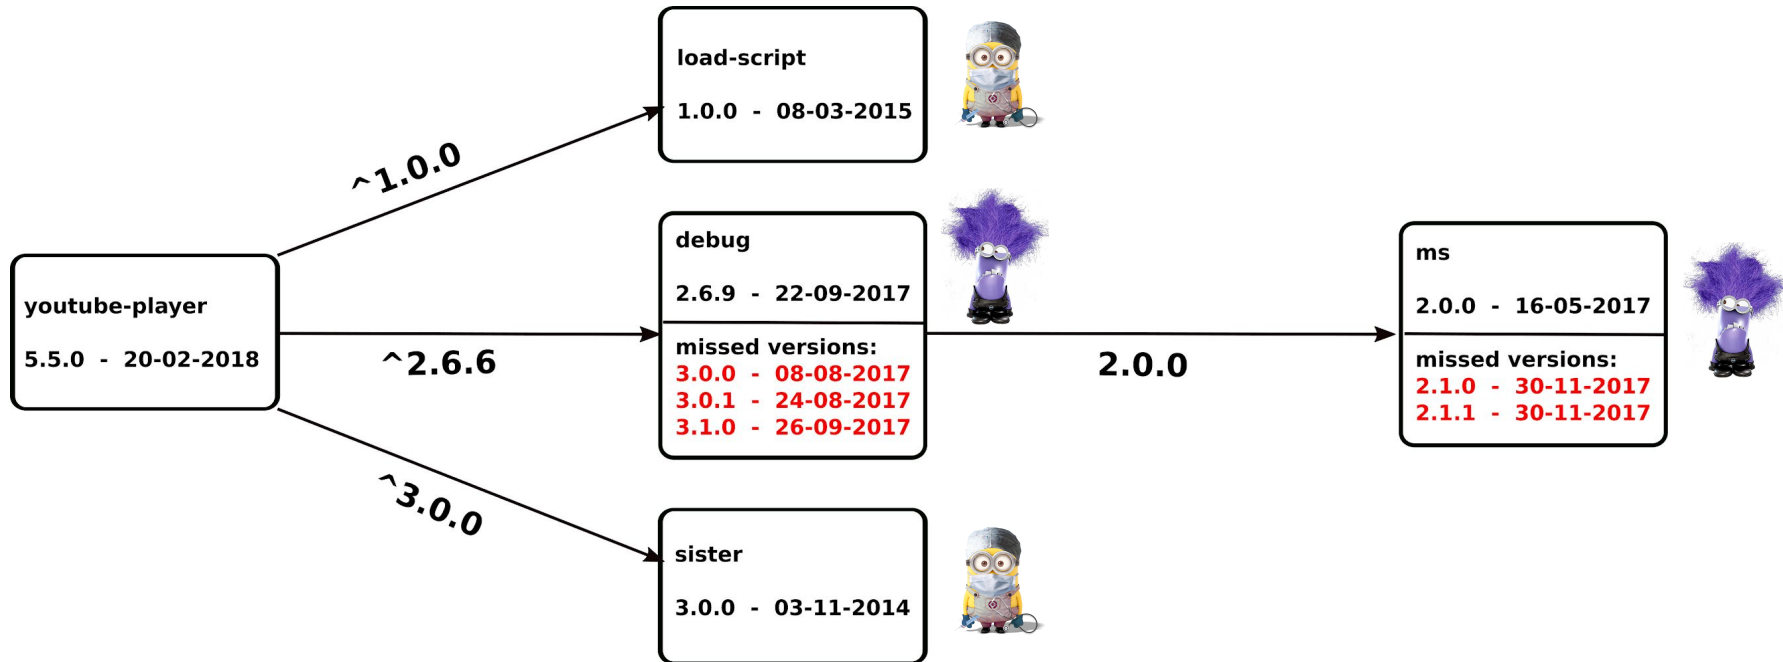 load-script
1.0.0 - 08-03-2015
^1.0.0
youtube-player
5.5.0 - 20-02-2018
^2.6.6
debug
2.6.9 - 22-09-2017
missed versions:
3.0.0 - 08-08-2017
3.0.1 - 24-08-2017
3.1.0 - 26-09-2017
2.0.0
ms
2.0.0 - 16-05-2017
missed versions:
2.1.0 - 30-11-2017
2.1.1 - 30-11-2017
^3.0.0
sister
3.0.0 - 03-11-2014